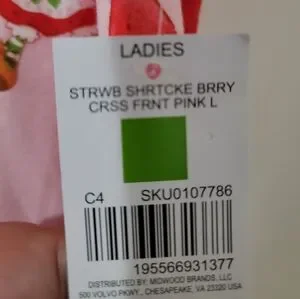 LADIES
STRWB SHRTCKE BRRY
CRSS FRNT PINK L
C4 SKU0107786
195566931377
DISTRIBUTED BY: MIDWOOD BRANDS, LLC
500 VOLVO PKWY., CHESAPEAKE, VA 23320 USA